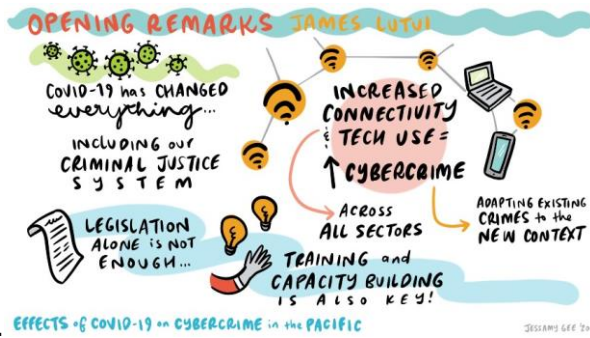 OPENING REMARKS JAMES LUTUI
COVID-19 has CHANGED
everything...
INCLUDING our
CRIMINAL JUSTICE
SYSTEM
INCREASED
CONNECTIVITY
& TECH USE =
↑ CYBERCRIME
ACROSS
ALL SECTORS
ADAPTING EXISTING
CRIMES to the
NEW CONTEXT
LEGISLATION
ALONE is NOT
ENOUGH...
TRAINING and
CAPACITY BUILDING
IS ALSO KEY!
EFFECTS of COVID-19 on CYBERCRIME in the PACIFIC
JESSAMY GEE '20